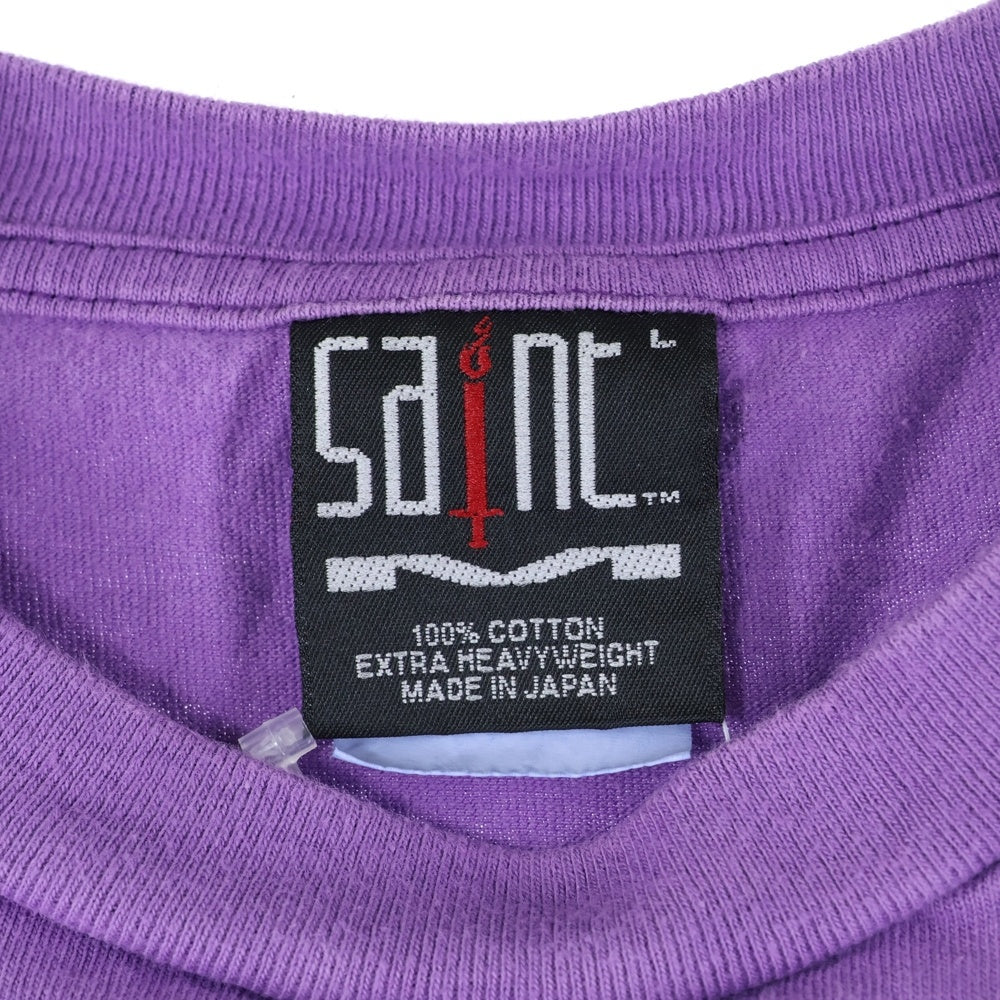 Saint L
TM
100% COTTON
EXTRA HEAVYWEIGHT
MADE IN JAPAN